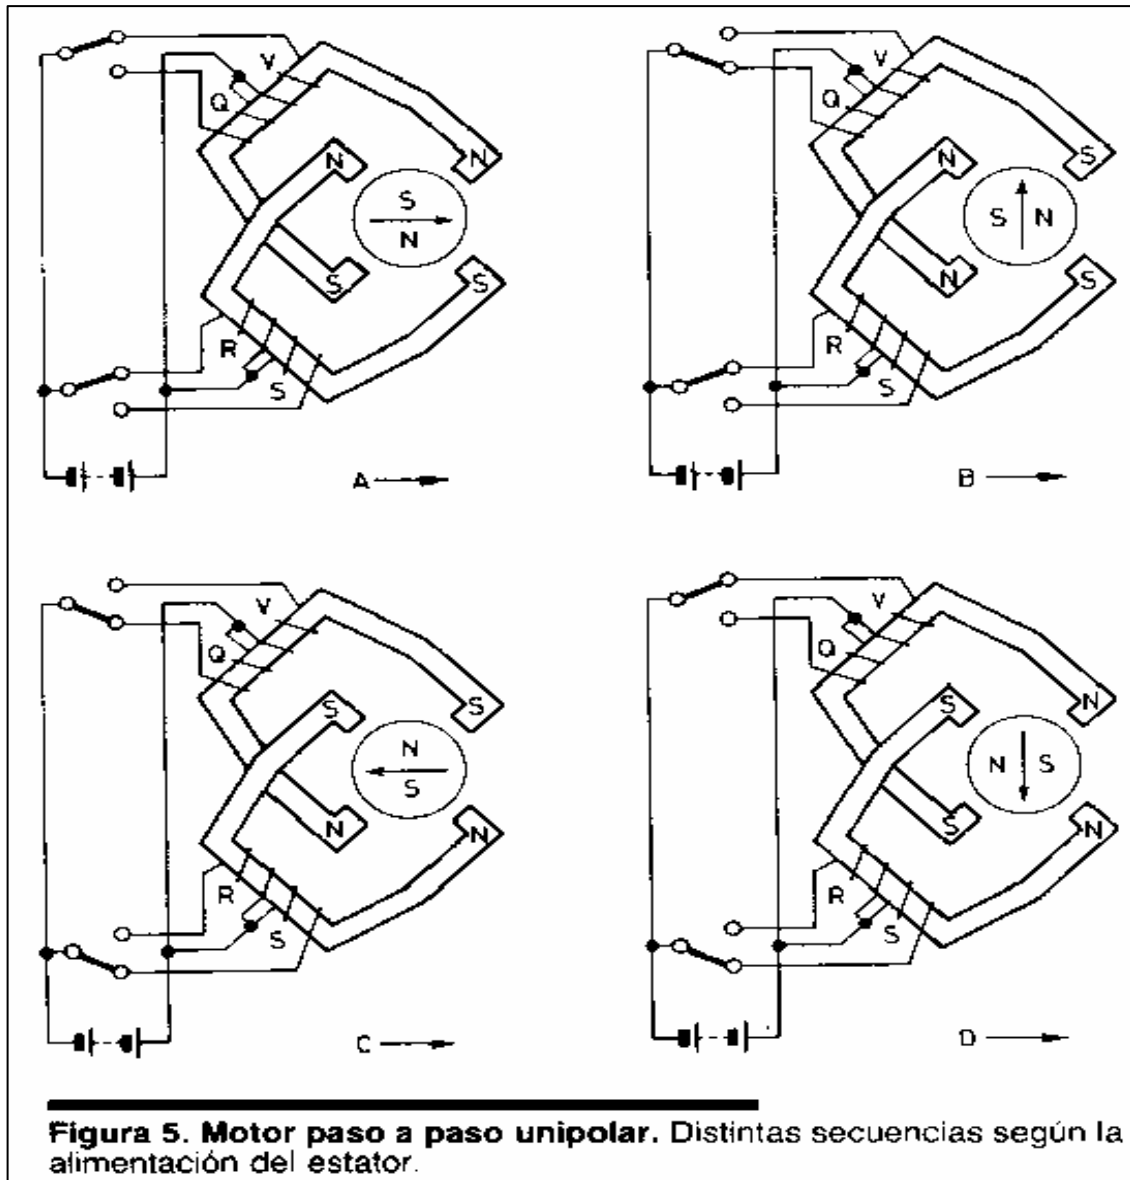 V
Q
N
N
S
N
S
S
R
S
A
V
Q
S
N
S N
N
S
R
S
B
V
Q
S
S
N
S
N
N
R
S
C
V
Q
N
S
N S
S
N
R
S
D
Figura 5. Motor paso a paso unipolar. Distintas secuencias según la
alimentación del estator.